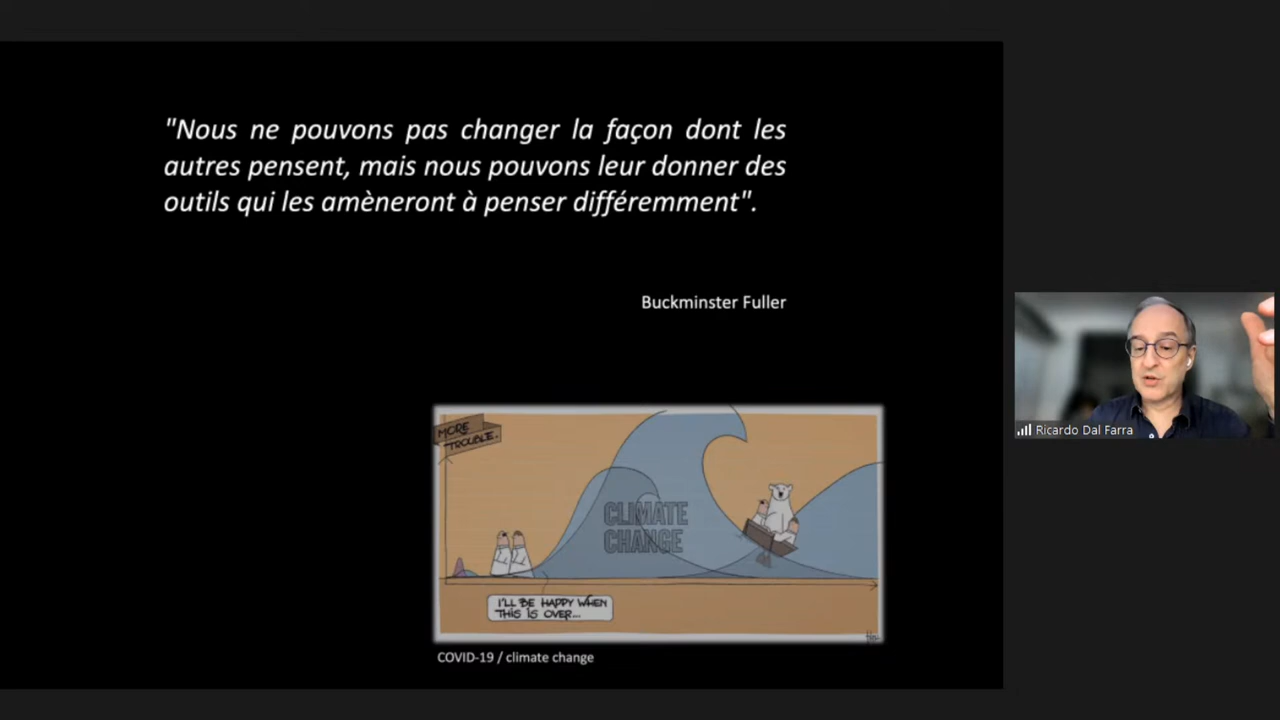 "Nous ne pouvons pas changer la façon dont les
autres pensent, mais nous pouvons leur donner des
outils qui les amèneront à penser différemment".
Buckminster Fuller
MORE
TROUBLE.
CLIMATE
CHANGE
I'LL BE HAPPY WHEN
THIS IS OVER...
COVID-19 / climate change
Ricardo Dal Farra